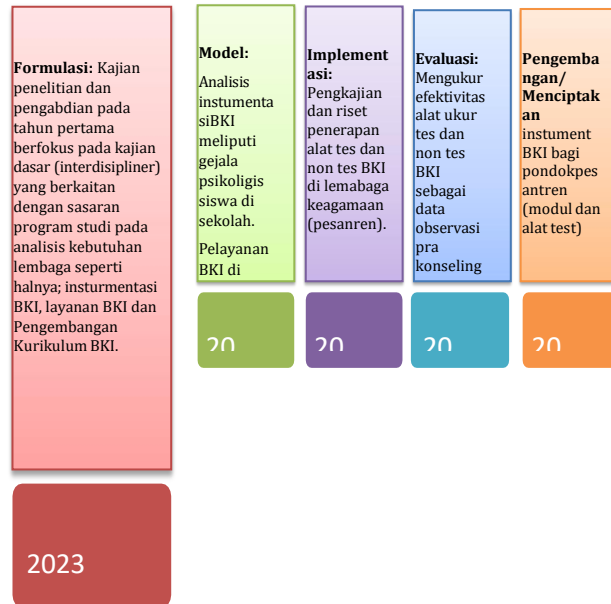 Formulasi: Kajian
penelitian dan
pengabdian pada
tahun pertama
berfokus pada kajian
dasar (interdisipliner)
yang berkaitan
dengan sasaran
program studi pada
analisis kebutuhan
lembaga seperti
halnya; insturmentasi
BKI, layanan BKI dan
Pengembangan
Kurikulum BKI.
2023
Model:
Analisis
instumenta
siBKI
meliputi
gejala
psikoligis
siswa di
sekolah.
Pelayanan
BKI di
20
Implement
asi:
Pengkajian
dan riset
penerapan
alat tes dan
non tes BKI
di lemabaga
keagamaan
(pesanren).
20
Evaluasi:
Mengukur
efektivitas
alat ukur
tes dan
non tes
BKI
sebagai
data
observasi
pra
konseling
20
Pengemba
ngan/
Menciptak
an
instument
BKI bagi
pondokpes
antren
(modul dan
alat test)
20